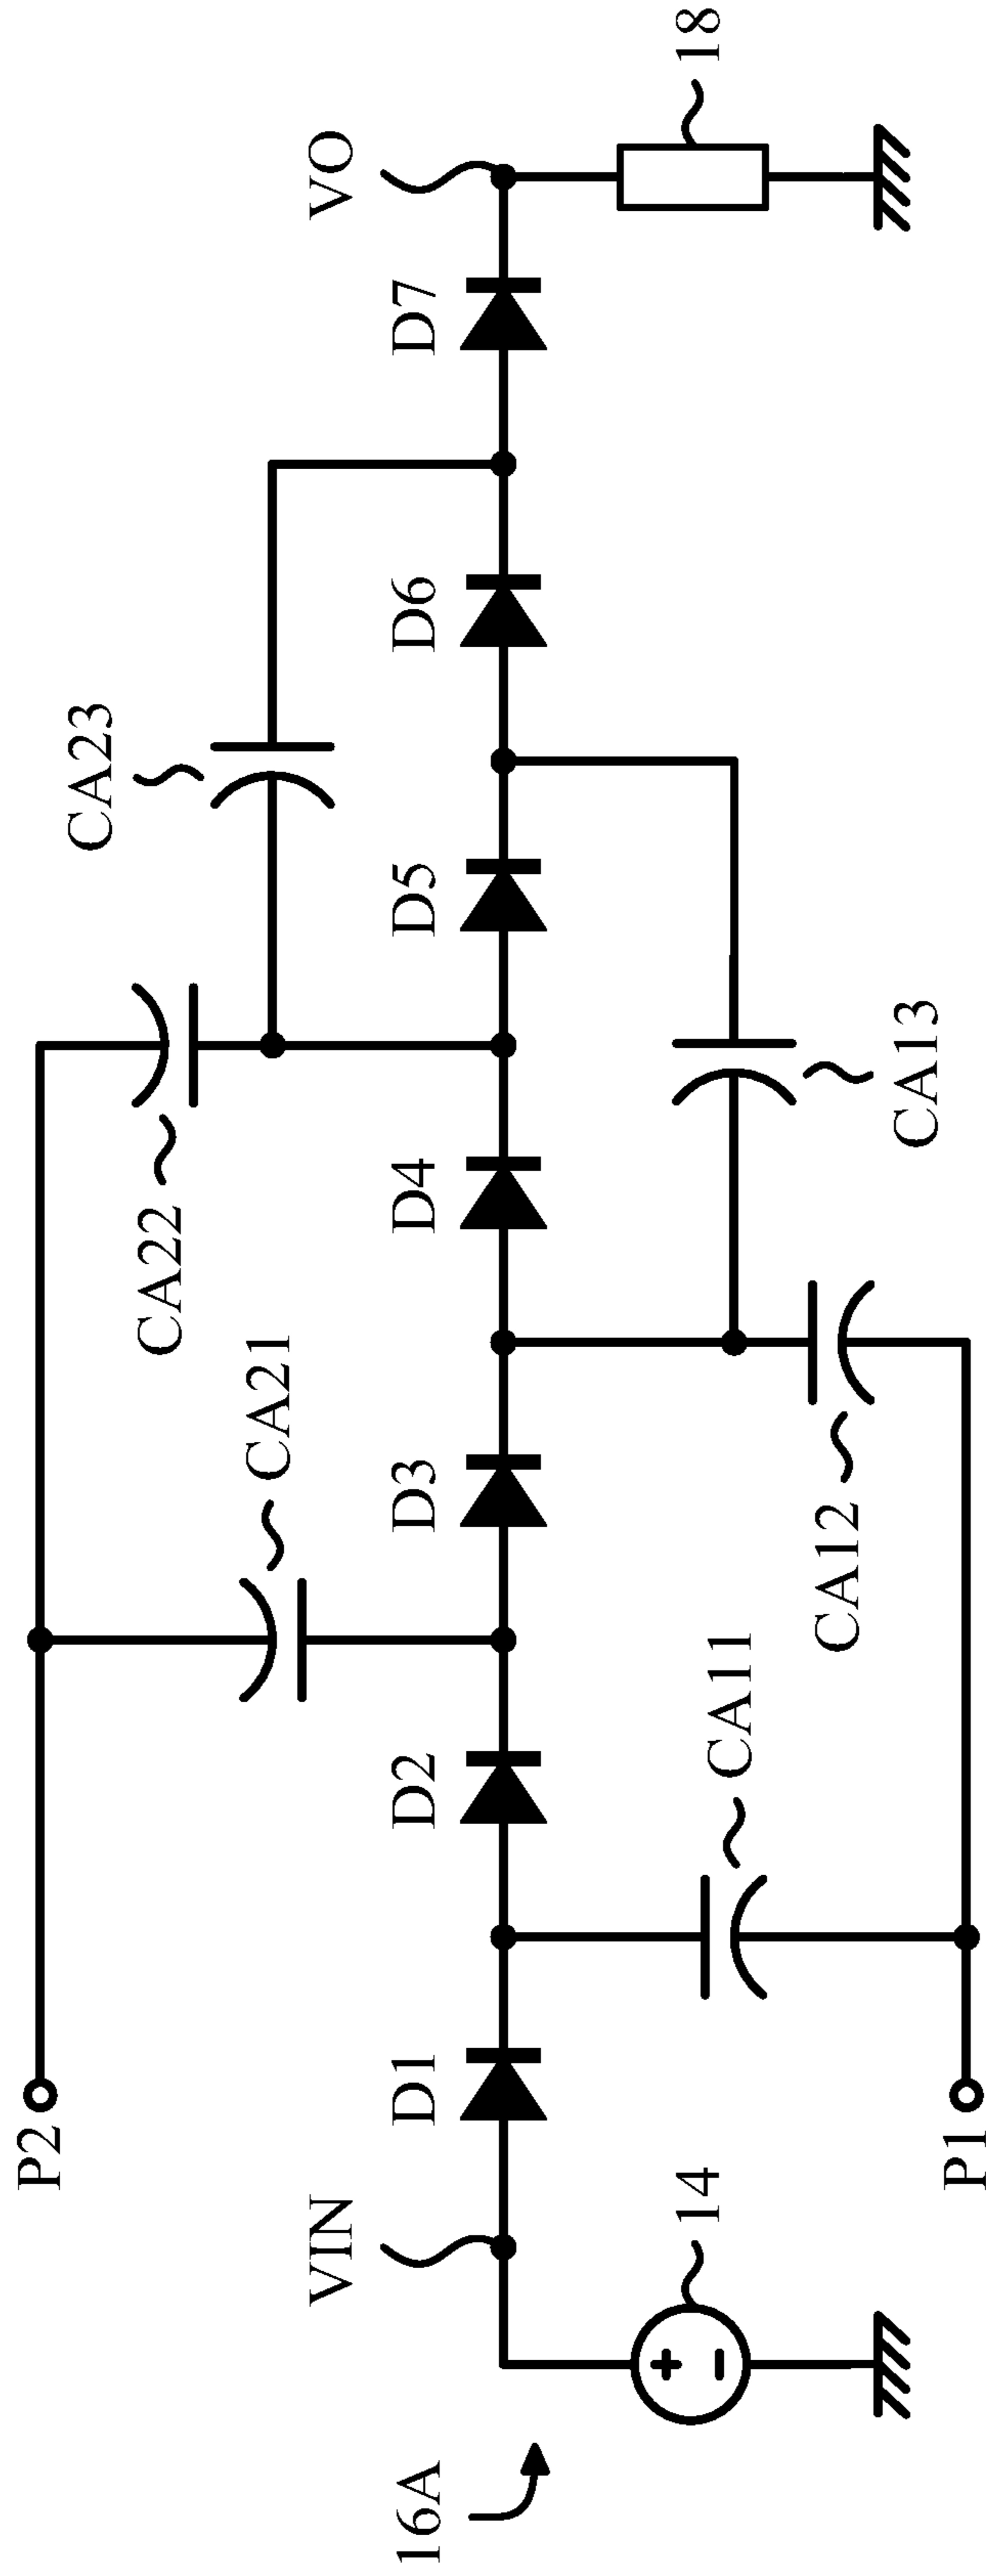 16A
VIN
14
P2
P1
D1
D2
D3
D4
D5
D6
D7
CA11
CA21
CA12
CA22
CA13
CA23
VO
18
+
−